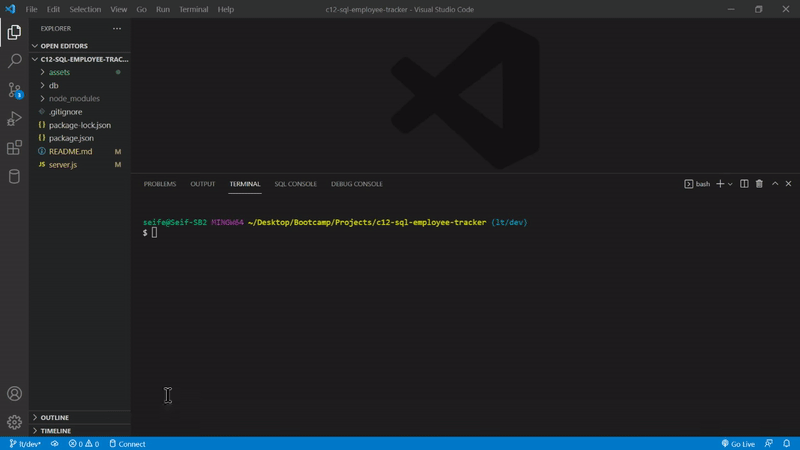 File Edit Selection View Go Run Terminal Help
c12-sql-employee-tracker - Visual Studio Code
EXPLORER
OPEN EDITORS
C12-SQL-EMPLOYEE-TRAC...
assets
db
node_modules
.gitignore
{} package-lock.json
{} package.json
README.md M
JS server.js M
OUTLINE
TIMELINE
3
PROBLEMS OUTPUT TERMINAL SQL CONSOLE DEBUG CONSOLE
bash
seife@Seif-SB2 MINGW64 ~/Desktop/Bootcamp/Projects/c12-sql-employee-tracker (lt/dev)
$
lt/dev* 0 0 Connect
Go Live